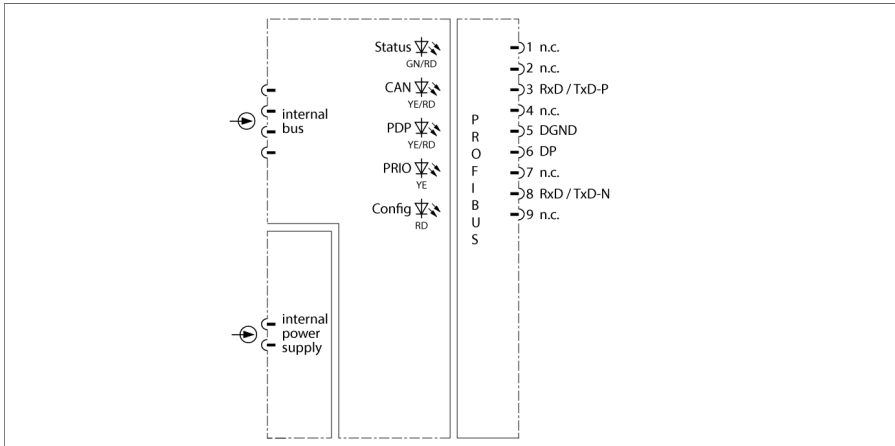 Status
GN/RD
CAN
YE/RD
PDP
YE/RD
PRIO
YE
Config
RD
internal
bus
internal
power
supply
PROFIBUS
1 n.c.
2 n.c.
3 RxD / TxD-P
4 n.c.
5 DGND
6 DP
7 n.c.
8 RxD / TxD-N
9 n.c.